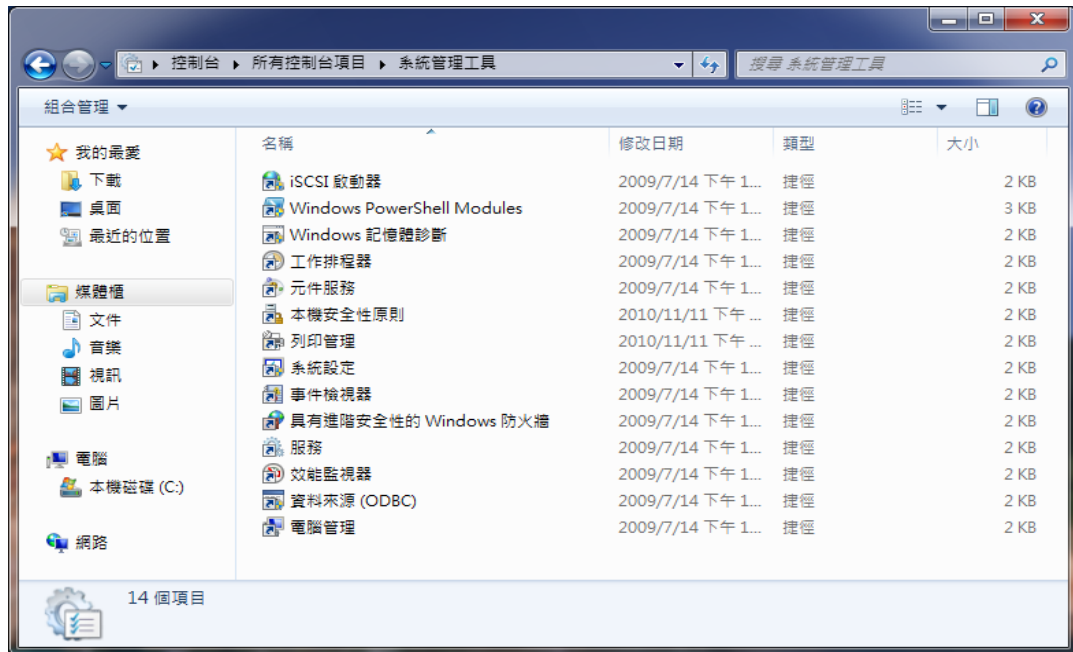 控制台 ▸ 所有控制台項目 ▸ 系統管理工具
搜尋 系統管理工具
組合管理
我的最愛
下載
桌面
最近的位置
媒體櫃
文件
音樂
視訊
圖片
電腦
本機磁碟 (C:)
網路
名稱 修改日期 類型 大小
iSCSI 啟動器 2009/7/14 下午 1... 捷徑 2 KB
Windows PowerShell Modules 2009/7/14 下午 1... 捷徑 3 KB
Windows 記憶體診斷 2009/7/14 下午 1... 捷徑 2 KB
工作排程器 2009/7/14 下午 1... 捷徑 2 KB
元件服務 2009/7/14 下午 1... 捷徑 2 KB
本機安全性原則 2010/11/11 下午 ... 捷徑 2 KB
列印管理 2010/11/11 下午 ... 捷徑 2 KB
系統設定 2009/7/14 下午 1... 捷徑 2 KB
事件檢視器 2009/7/14 下午 1... 捷徑 2 KB
具有進階安全性的 Windows 防火牆 2009/7/14 下午 1... 捷徑 2 KB
服務 2009/7/14 下午 1... 捷徑 2 KB
效能監視器 2009/7/14 下午 1... 捷徑 2 KB
資料來源 (ODBC) 2009/7/14 下午 1... 捷徑 2 KB
電腦管理 2009/7/14 下午 1... 捷徑 2 KB
14 個項目